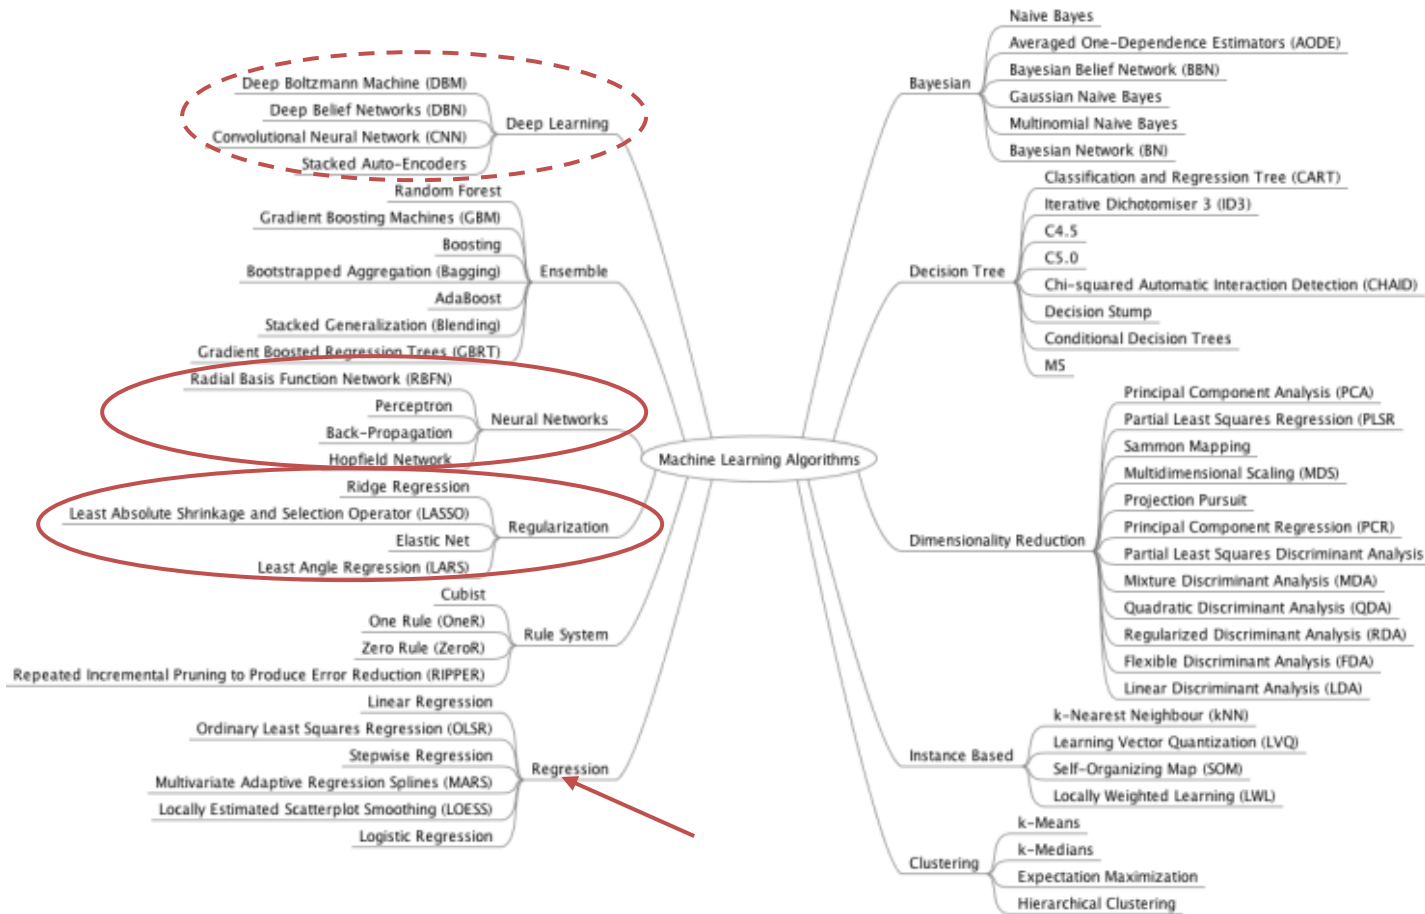 Deep Boltzmann Machine (DBM)
Deep Belief Networks (DBN)
Convolutional Neural Network (CNN)
Stacked Auto-Encoders
Deep Learning
Random Forest
Gradient Boosting Machines (GBM)
Boosting
Bootstrapped Aggregation (Bagging)
AdaBoost
Stacked Generalization (Blending)
Gradient Boosted Regression Trees (GBRT)
Ensemble
Radial Basis Function Network (RBFN)
Perceptron
Back-Propagation
Hopfield Network
Neural Networks
Ridge Regression
Least Absolute Shrinkage and Selection Operator (LASSO)
Elastic Net
Least Angle Regression (LARS)
Regularization
Cubist
One Rule (OneR)
Zero Rule (ZeroR)
Repeated Incremental Pruning to Produce Error Reduction (RIPPER)
Rule System
Linear Regression
Ordinary Least Squares Regression (OLSR)
Stepwise Regression
Multivariate Adaptive Regression Splines (MARS)
Locally Estimated Scatterplot Smoothing (LOESS)
Logistic Regression
Regression
Machine Learning Algorithms
Bayesian
Naive Bayes
Averaged One-Dependence Estimators (AODE)
Bayesian Belief Network (BBN)
Gaussian Naive Bayes
Multinomial Naive Bayes
Bayesian Network (BN)
Decision Tree
Classification and Regression Tree (CART)
Iterative Dichotomiser 3 (ID3)
C4.5
C5.0
Chi-squared Automatic Interaction Detection (CHAID)
Decision Stump
Conditional Decision Trees
M5
Dimensionality Reduction
Principal Component Analysis (PCA)
Partial Least Squares Regression (PLSR
Sammon Mapping
Multidimensional Scaling (MDS)
Projection Pursuit
Principal Component Regression (PCR)
Partial Least Squares Discriminant Analysis
Mixture Discriminant Analysis (MDA)
Quadratic Discriminant Analysis (QDA)
Regularized Discriminant Analysis (RDA)
Flexible Discriminant Analysis (FDA)
Linear Discriminant Analysis (LDA)
Instance Based
k-Nearest Neighbour (kNN)
Learning Vector Quantization (LVQ)
Self-Organizing Map (SOM)
Locally Weighted Learning (LWL)
Clustering
k-Means
k-Medians
Expectation Maximization
Hierarchical Clustering